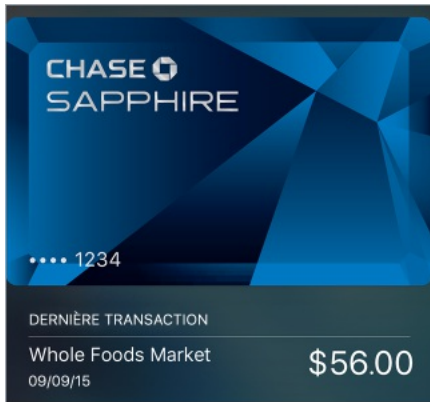 CHASE
SAPPHIRE
•••• 1234
DERNIÈRE TRANSACTION
Whole Foods Market
$56.00
09/09/15